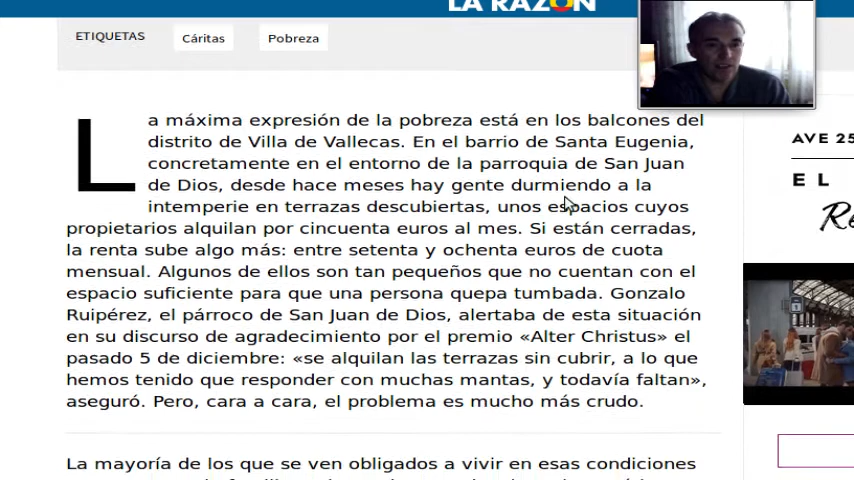 LA RAZÓN
ETIQUETAS
Cáritas
Pobreza
La máxima expresión de la pobreza está en los balcones del
distrito de Villa de Vallecas. En el barrio de Santa Eugenia,
concretamente en el entorno de la parroquia de San Juan
de Dios, desde hace meses hay gente durmiendo a la
intemperie en terrazas descubiertas, unos espacios cuyos
propietarios alquilan por cincuenta euros al mes. Si están cerradas,
la renta sube algo más: entre setenta y ochenta euros de cuota
mensual. Algunos de ellos son tan pequeños que no cuentan con el
espacio suficiente para que una persona quepa tumbada. Gonzalo
Ruipérez, el párroco de San Juan de Dios, alertaba de esta situación
en su discurso de agradecimiento por el premio «Alter Christus» el
pasado 5 de diciembre: «se alquilan las terrazas sin cubrir, a lo que
hemos tenido que responder con muchas mantas, y todavía faltan»,
aseguró. Pero, cara a cara, el problema es mucho más crudo.
La mayoría de los que se ven obligados a vivir en esas condiciones
AVE 25
EL
Re